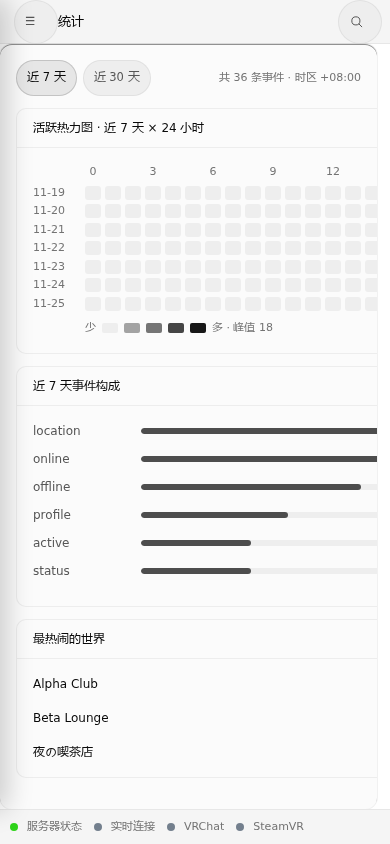 ☰ 统计
近 7 天 近 30 天 共 36 条事件 · 时区 +08:00
活跃热力图 · 近 7 天 × 24 小时
0 3 6 9 12
11-19
11-20
11-21
11-22
11-23
11-24
11-25
少 多 · 峰值 18
近 7 天事件构成
location
online
offline
profile
active
status
最热闹的世界
Alpha Club
Beta Lounge
夜の喫茶店
服务器状态 实时连接 VRChat SteamVR